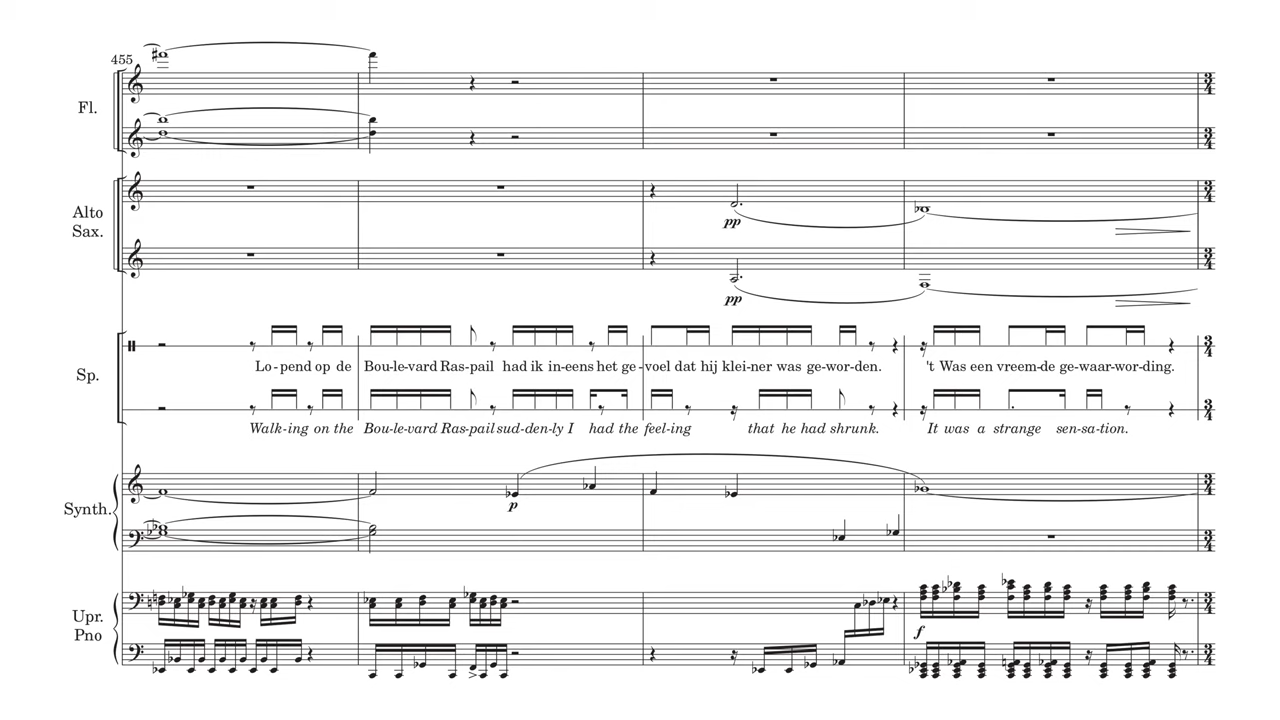 455
Fl.
3/4
Alto
Sax.
pp
pp
Sp.
Lo-pend op de Bou-le-vard Ras-pail had ik in-eens het ge-voel dat hij klei-ner was ge-wor-den. 't Was een vreem-de ge-waar-wor-ding.
Walk-ing on the Bou-le-vard Ras-pail sud-den-ly I had the feel-ing that he had shrunk. It was a strange sen-sa-tion.
Synth.
p
Upr.
Pno
f